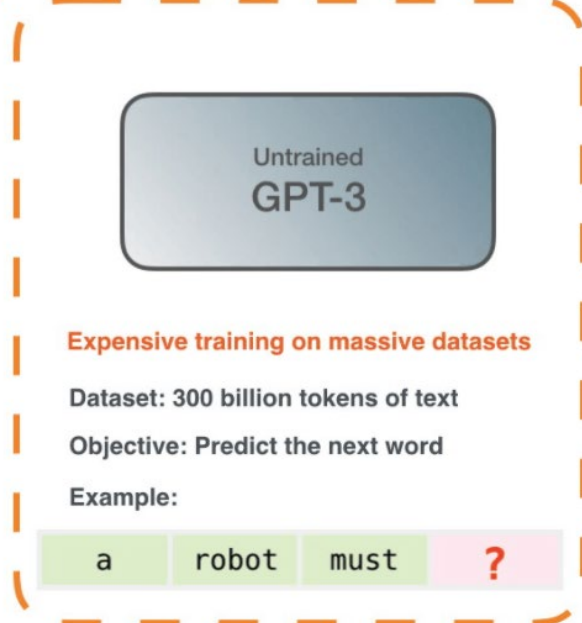 Untrained
GPT-3
Expensive training on massive datasets
Dataset: 300 billion tokens of text
Objective: Predict the next word
Example:
a robot must ?